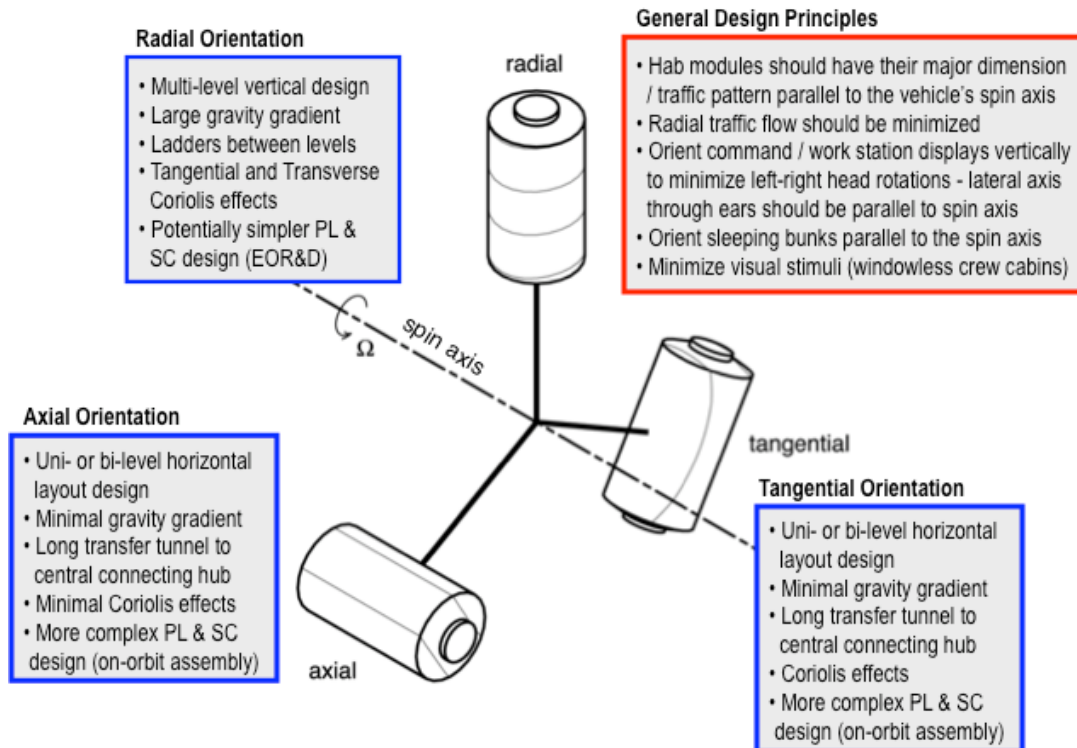 Radial Orientation
• Multi-level vertical design
• Large gravity gradient
• Ladders between levels
• Tangential and Transverse
Coriolis effects
• Potentially simpler PL &
SC design (EOR&D)
radial
General Design Principles
• Hab modules should have their major dimension
/ traffic pattern parallel to the vehicle's spin axis
• Radial traffic flow should be minimized
• Orient command / work station displays vertically
to minimize left-right head rotations - lateral axis
through ears should be parallel to spin axis
• Orient sleeping bunks parallel to the spin axis
• Minimize visual stimuli (windowless crew cabins)
spin axis
Ω
Axial Orientation
• Uni- or bi-level horizontal
layout design
• Minimal gravity gradient
• Long transfer tunnel to
central connecting hub
• Minimal Coriolis effects
• More complex PL & SC
design (on-orbit assembly)
axial
tangential
Tangential Orientation
• Uni- or bi-level horizontal
layout design
• Minimal gravity gradient
• Long transfer tunnel to
central connecting hub
• Coriolis effects
• More complex PL & SC
design (on-orbit assembly)